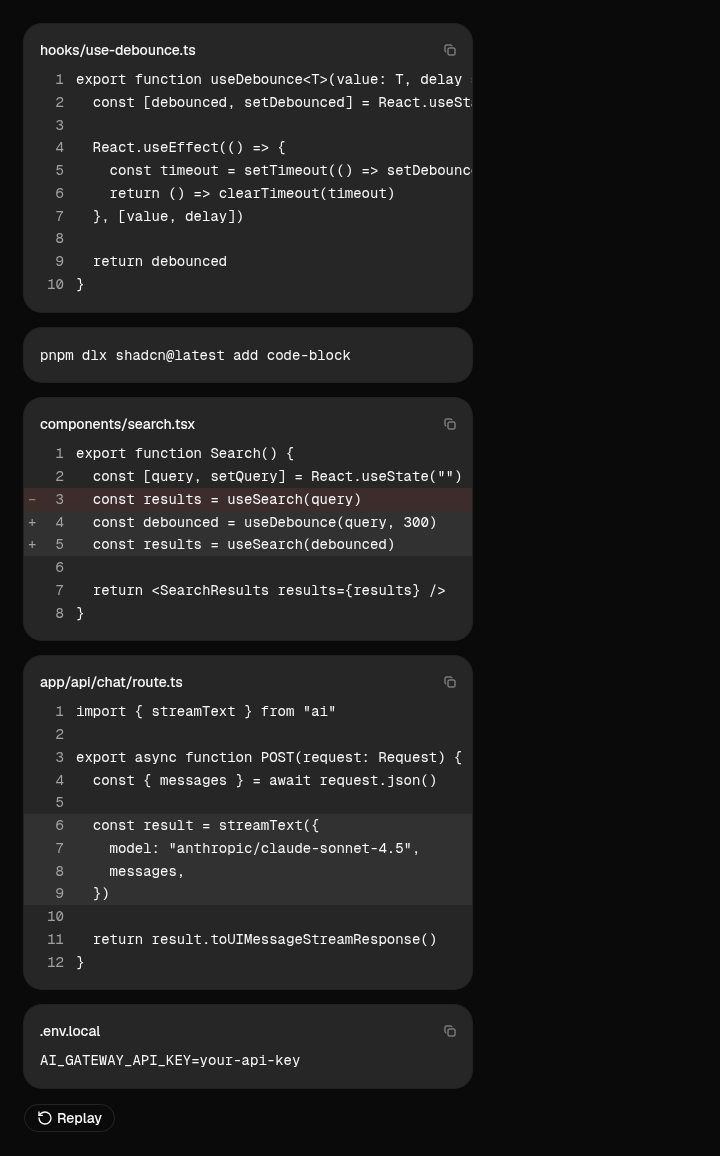 hooks/use-debounce.ts
1 export function useDebounce<T>(value: T, delay
2   const [debounced, setDebounced] = React.useSt
3
4   React.useEffect(() => {
5     const timeout = setTimeout(() => setDebounc
6     return () => clearTimeout(timeout)
7   }, [value, delay])
8
9   return debounced
10 }
pnpm dlx shadcn@latest add code-block
components/search.tsx
1 export function Search() {
2   const [query, setQuery] = React.useState("")
− 3   const results = useSearch(query)
+ 4   const debounced = useDebounce(query, 300)
+ 5   const results = useSearch(debounced)
6
7   return <SearchResults results={results} />
8 }
app/api/chat/route.ts
1 import { streamText } from "ai"
2
3 export async function POST(request: Request) {
4   const { messages } = await request.json()
5
6   const result = streamText({
7     model: "anthropic/claude-sonnet-4.5",
8     messages,
9   })
10
11   return result.toUIMessageStreamResponse()
12 }
.env.local
AI_GATEWAY_API_KEY=your-api-key
Replay